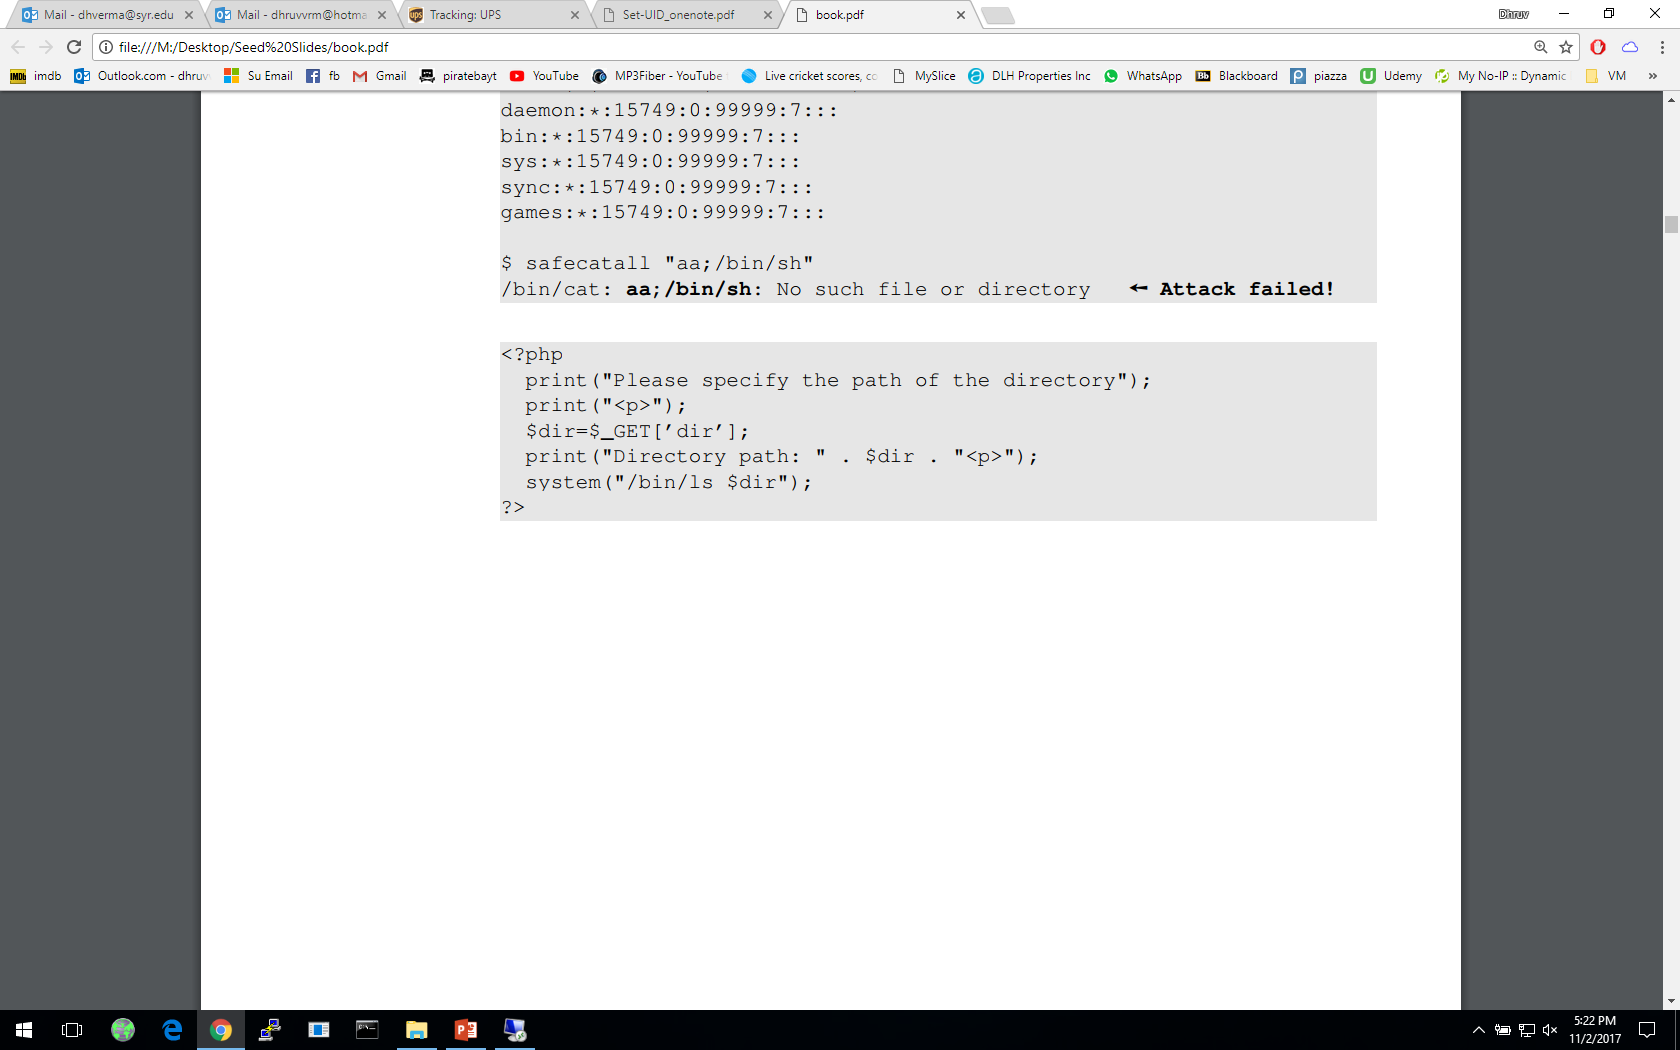 Mail - dhverma@syr.edu
Mail - dhruvvrm@hotma
Tracking: UPS
Set-UID_onenote.pdf
book.pdf
Dhruv
file:///M:/Desktop/Seed%20Slides/book.pdf
imdb Outlook.com - dhruv Su Email fb Gmail piratebayt YouTube MP3Fiber - YouTube Live cricket scores, co MySlice DLH Properties Inc WhatsApp Blackboard piazza Udemy My No-IP :: Dynamic VM »
daemon:*:15749:0:99999:7:::
bin:*:15749:0:99999:7:::
sys:*:15749:0:99999:7:::
sync:*:15749:0:99999:7:::
games:*:15749:0:99999:7:::
$ safecatall "aa;/bin/sh"
/bin/cat: aa;/bin/sh: No such file or directory ← Attack failed!
<?php
print("Please specify the path of the directory");
print("<p>");
$dir=$_GET['dir'];
print("Directory path: " . $dir . "<p>");
system("/bin/ls $dir");
?>
5:22 PM
11/2/2017